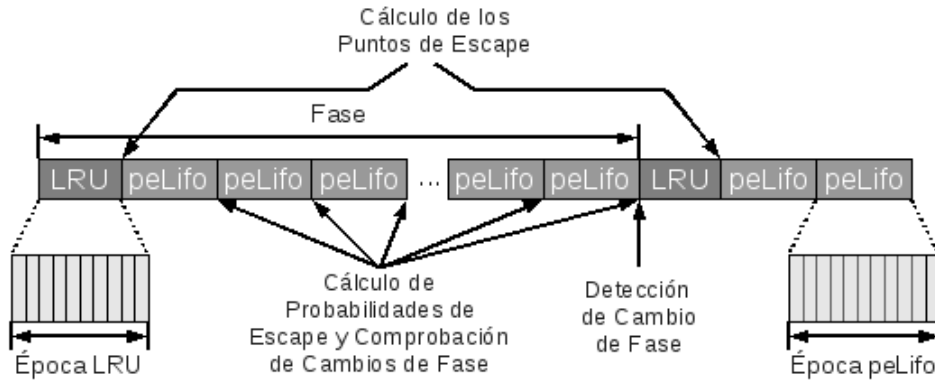 Cálculo de los
Puntos de Escape
Fase
LRU peLifo peLifo peLifo ... peLifo peLifo LRU peLifo peLifo
Cálculo de
Probabilidades de
Escape y Comprobación
de Cambios de Fase
Detección
de Cambio
de Fase
Época LRU
Época peLifo